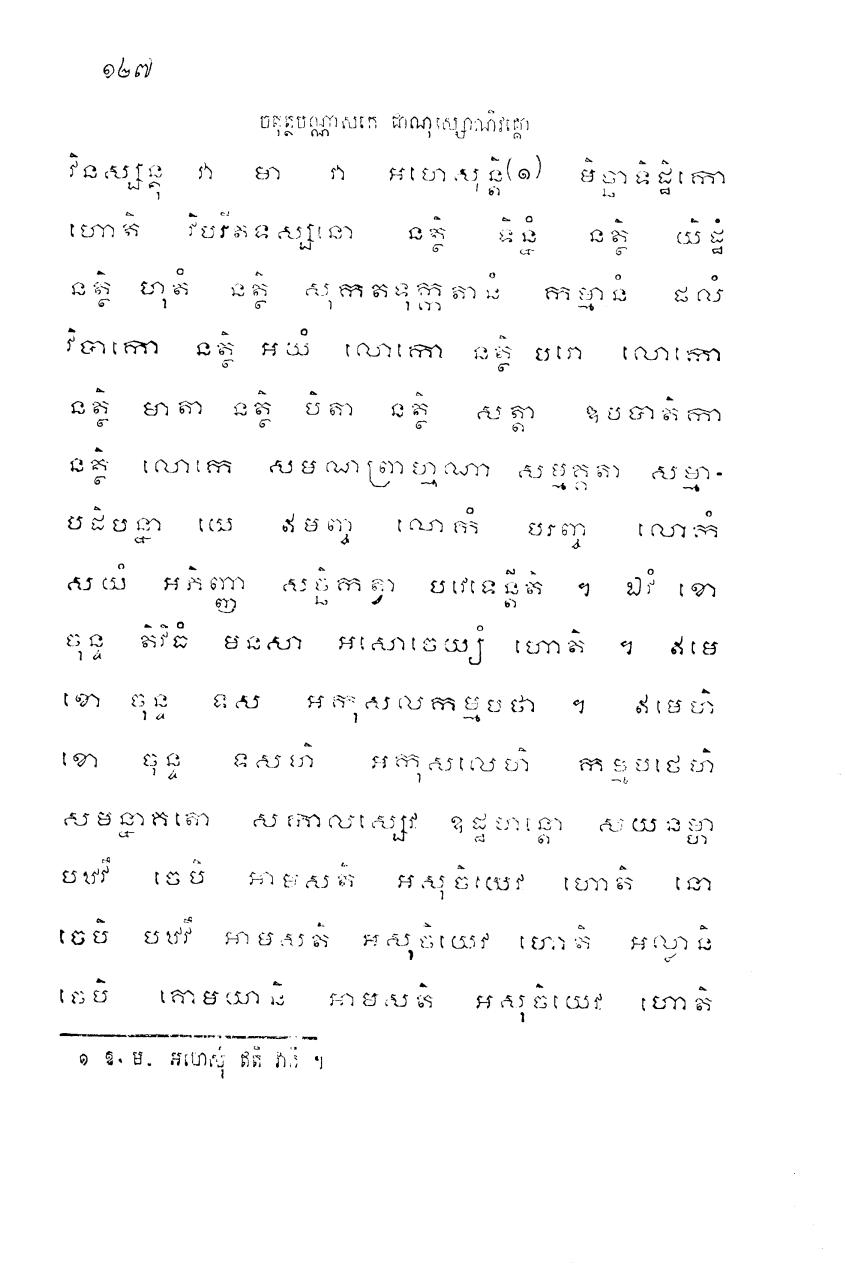 ១២៧
ចតុត្ថបណ្ណាសកេ ជាណុស្សោណិវគ្គោ
វិនស្សន្តុ វា មា វា អហេសុន្តិ(១) មិច្ឆាទិដ្ឋិកោ
ហោតិ វិបរីតទស្សនោ នត្ថិ ទិន្នំ នត្ថិ យិដ្ឋំ
នត្ថិ ហុតំ នត្ថិ សុកតទុក្កតានំ កម្មានំ ផលំ
វិបាកោ នត្ថិ អយំ លោកោ នត្ថិ បរោ លោកោ
នត្ថិ មាតា នត្ថិ បិតា នត្ថិ សត្តា ឱបបាតិកា
នត្ថិ លោកេ សមណព្រាហ្មណា សម្មគ្គតា សម្មា-
បដិបន្នា យេ ឥមញ្ច លោកំ បរញ្ច លោកំ
សយំ អភិញ្ញា សច្ឆិកត្វា បវេទេន្តីតិ ។ ឯវំ ខោ
ចុន្ទ តិវិធំ មនសា អសោចេយ្យំ ហោតិ ។ ឥមេ
ខោ ចុន្ទ ទស អកុសលកម្មបថា ។ ឥមេហិ
ខោ ចុន្ទ ទសហិ អកុសលេហិ កម្មបថេហិ
សមន្នាគតោ សកាលស្សេវ ឧដ្ឋហន្តោ សយនម្ហា
បឋវឹ ចេបិ អាមសតិ អសុចិយេវ ហោតិ នោ
ចេបិ បឋវឹ អាមសតិ អសុចិយេវ ហោតិ អល្លានិ
ចេបិ គោមយានិ អាមសតិ អសុចិយេវ ហោតិ
១ ឱ. ម. អហេសុំ ឥតិ វាតិ ។